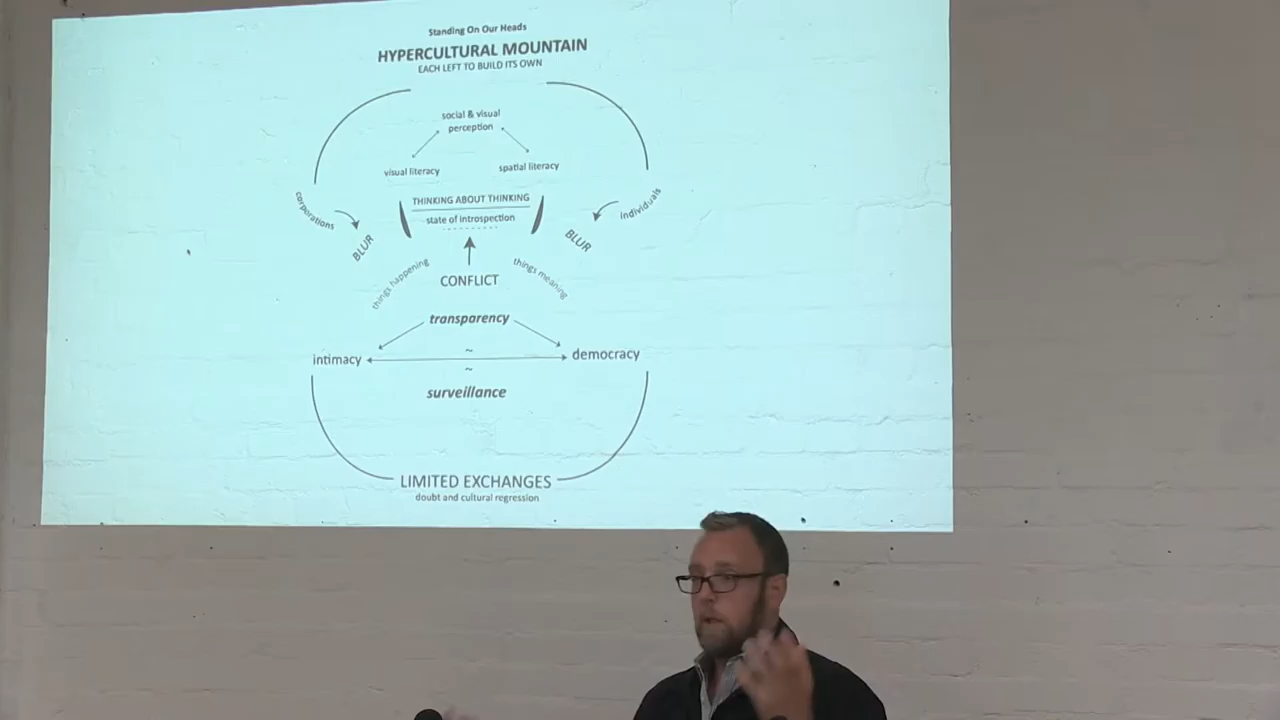 Standing On Our Heads
HYPERCULTURAL MOUNTAIN
EACH LEFT TO BUILD ITS OWN
social & visual
perception
visual literacy
spatial literacy
THINKING ABOUT THINKING
state of introspection
corporations
individuals
BLUR
BLUR
things happening
things meaning
CONFLICT
transparency
intimacy
democracy
~
~
surveillance
LIMITED EXCHANGES
doubt and cultural regression